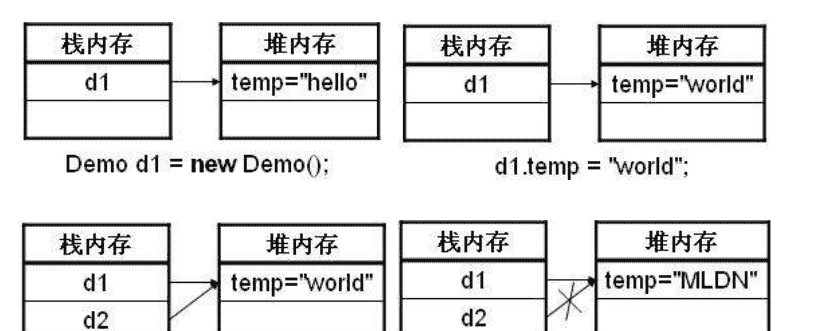 栈内存 堆内存 栈内存 堆内存
d1 temp="hello" d1 temp="world"
Demo d1 = new Demo(); d1.temp = "world";
栈内存 堆内存 栈内存 堆内存
d1 temp="world" d1 temp="MLDN"
d2 d2